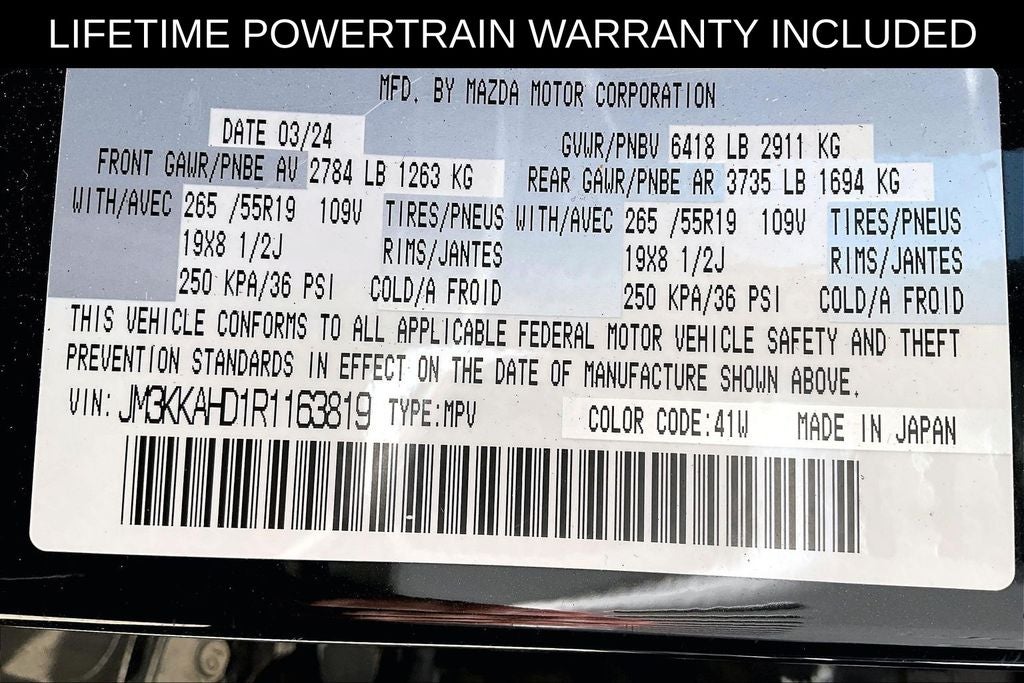 LIFETIME POWERTRAIN WARRANTY INCLUDED
MFD. BY MAZDA MOTOR CORPORATION
DATE 03/24 GVWR/PNBV 6418 LB 2911 KG
FRONT GAWR/PNBE AV 2784 LB 1263 KG REAR GAWR/PNBE AR 3735 LB 1694 KG
WITH/AVEC 265 /55R19 109V TIRES/PNEUS WITH/AVEC 265 /55R19 109V TIRES/PNEUS
19X8 1/2J RIMS/JANTES 19X8 1/2J RIMS/JANTES
250 KPA/36 PSI COLD/A FROID 250 KPA/36 PSI COLD/A FROID
THIS VEHICLE CONFORMS TO ALL APPLICABLE FEDERAL MOTOR VEHICLE SAFETY AND THEFT
PREVENTION STANDARDS IN EFFECT ON THE DATE OF MANUFACTURE SHOWN ABOVE.
VIN: JM3KKAHD1R1163819 TYPE:MPV COLOR CODE:41W MADE IN JAPAN